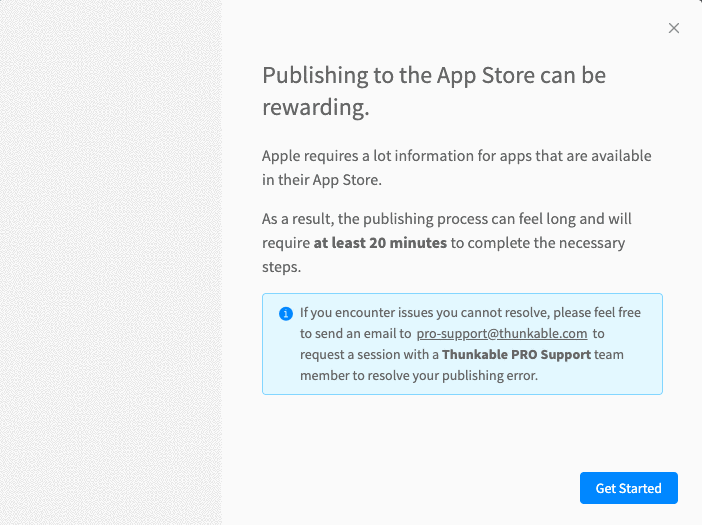 Publishing to the App Store can be
rewarding.
Apple requires a lot information for apps that are available
in their App Store.
As a result, the publishing process can feel long and will
require at least 20 minutes to complete the necessary
steps.
If you encounter issues you cannot resolve, please feel free
to send an email to pro-support@thunkable.com to
request a session with a Thunkable PRO Support team
member to resolve your publishing error.
Get Started